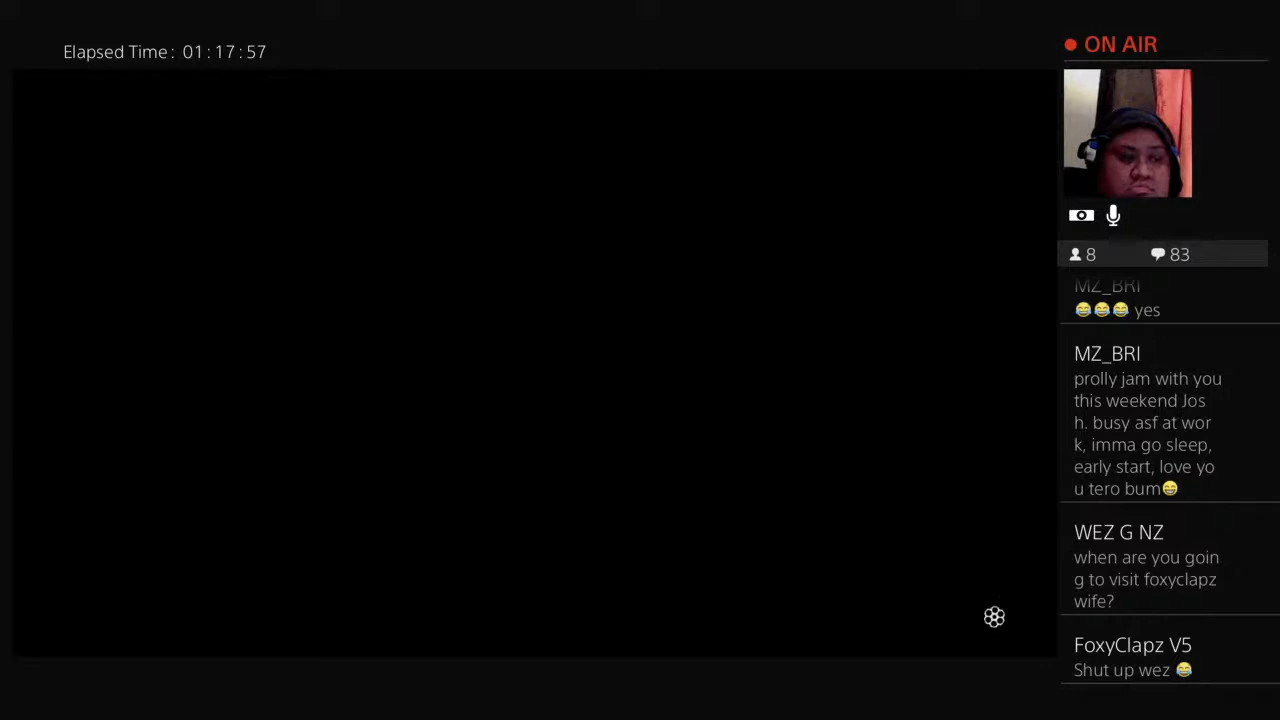 Elapsed Time: 01:17:57
ON AIR
8 83
MZ_BRI
😂😂😂 yes
MZ_BRI
prolly jam with you
this weekend Jos
h. busy asf at wor
k, imma go sleep,
early start, love yo
u tero bum😁
WEZ G NZ
when are you goin
g to visit foxyclapz
wife?
FoxyClapz V5
Shut up wez 😂